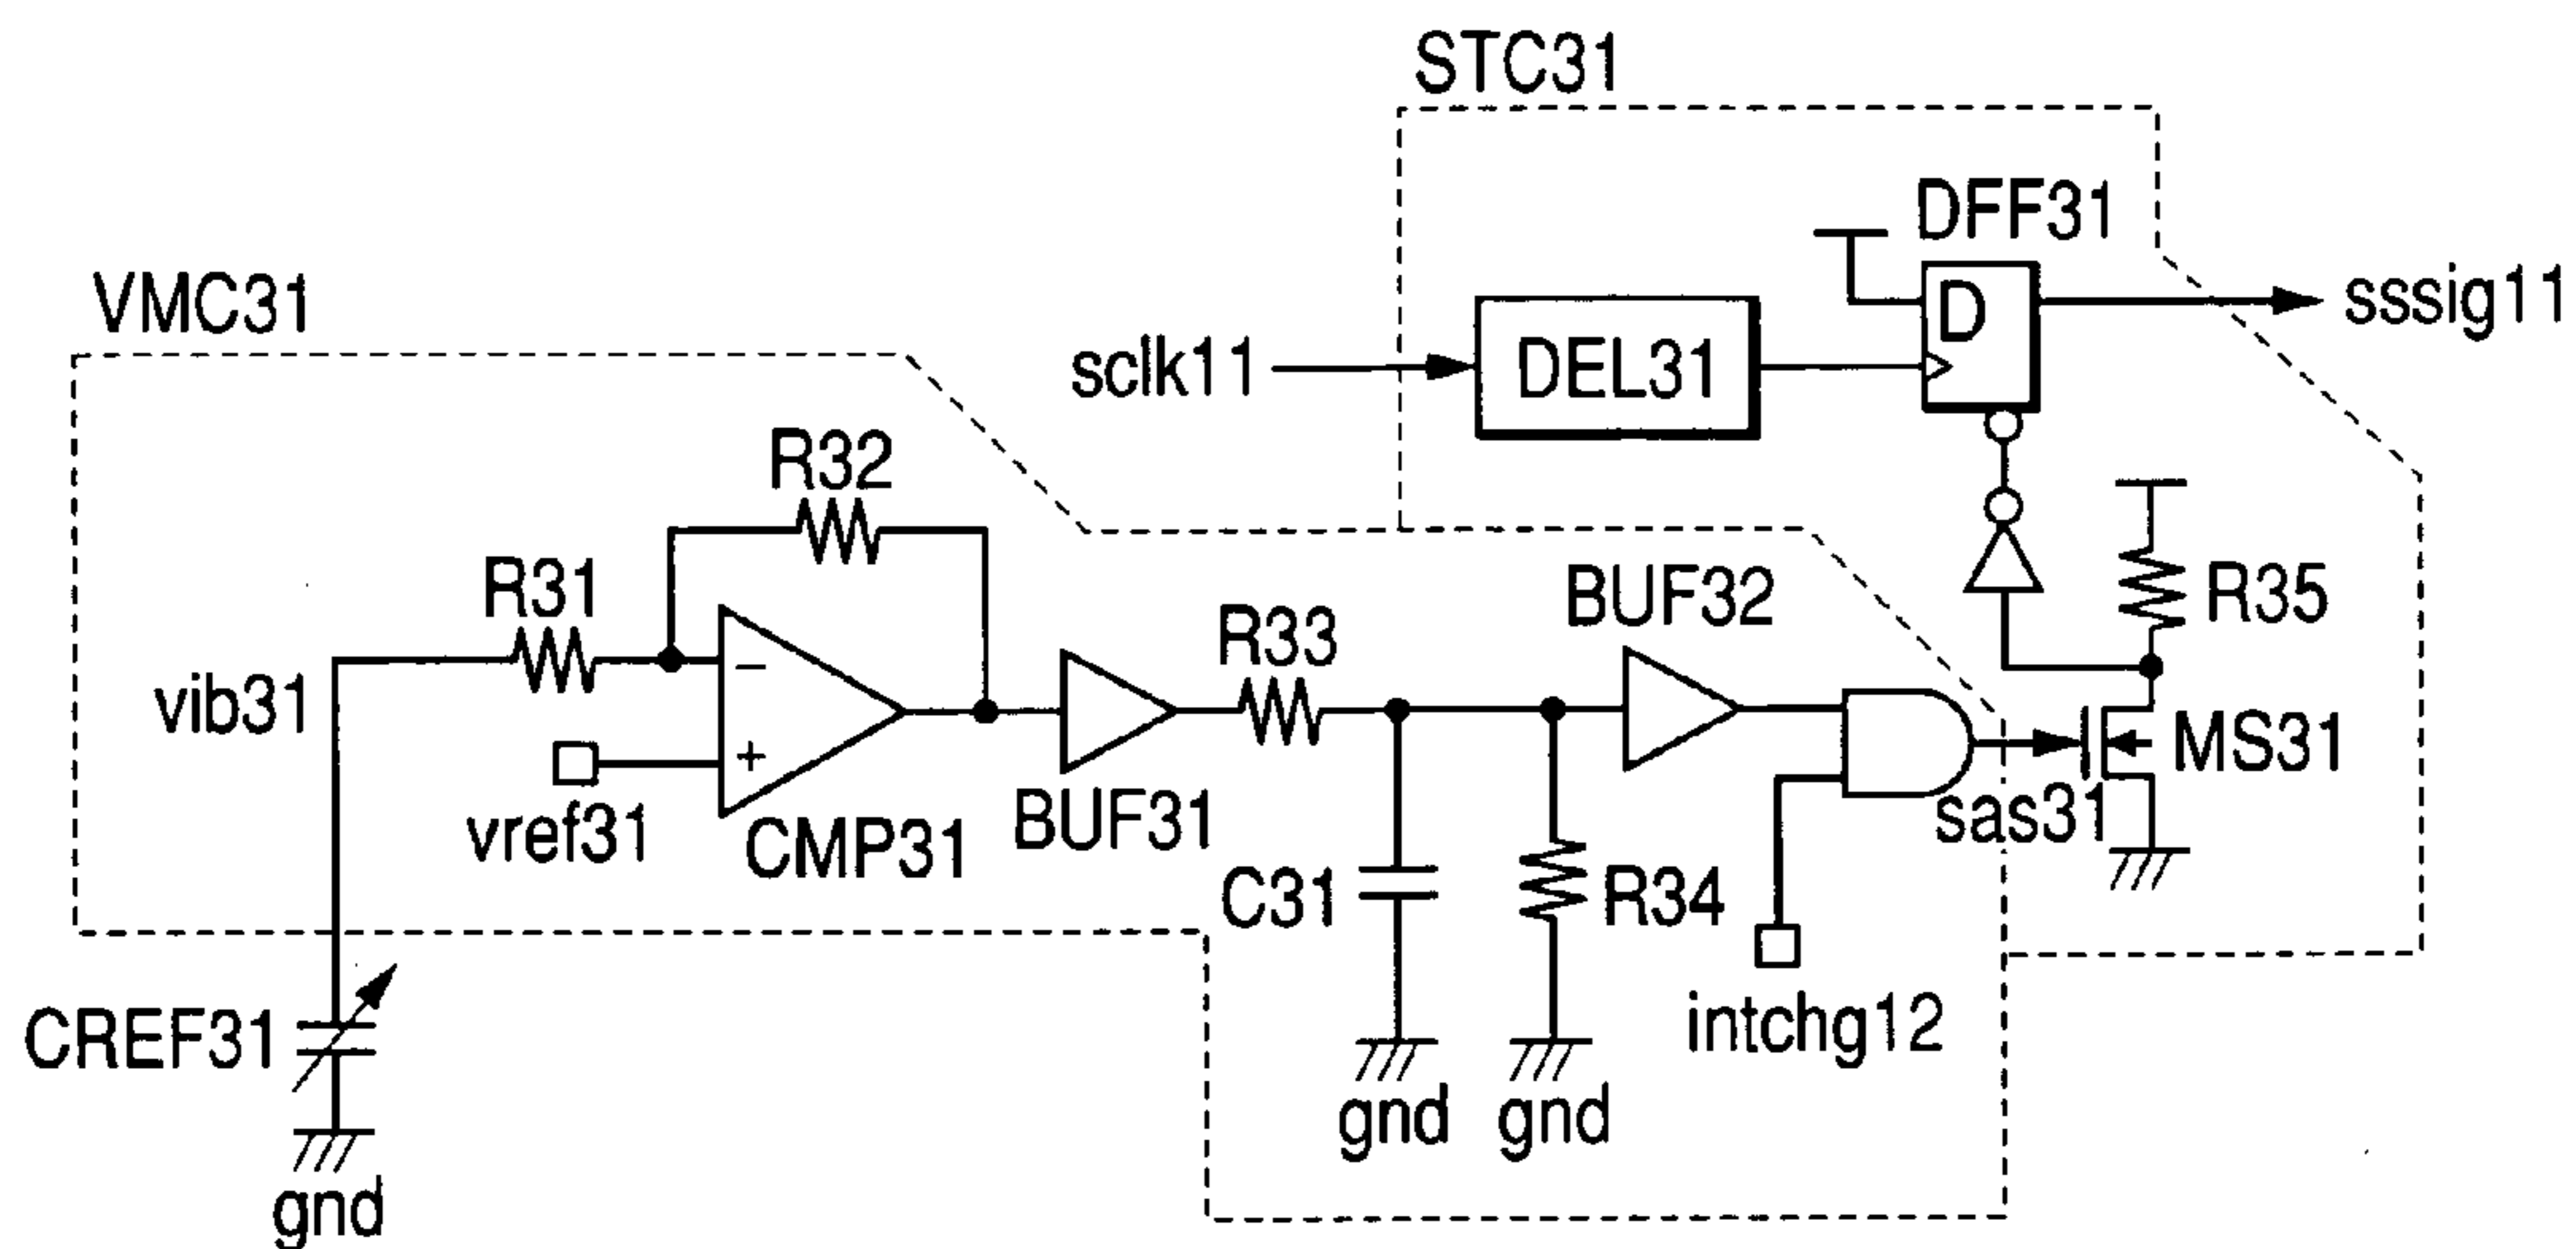 STC31
DFF31
VMC31
D
sssig11
sclk11
DEL31
R32
R31
BUF32
R35
R33
vib31
−
+
MS31
vref31
CMP31
BUF31
sas31
C31
R34
CREF31
intchg12
gnd
gnd
gnd